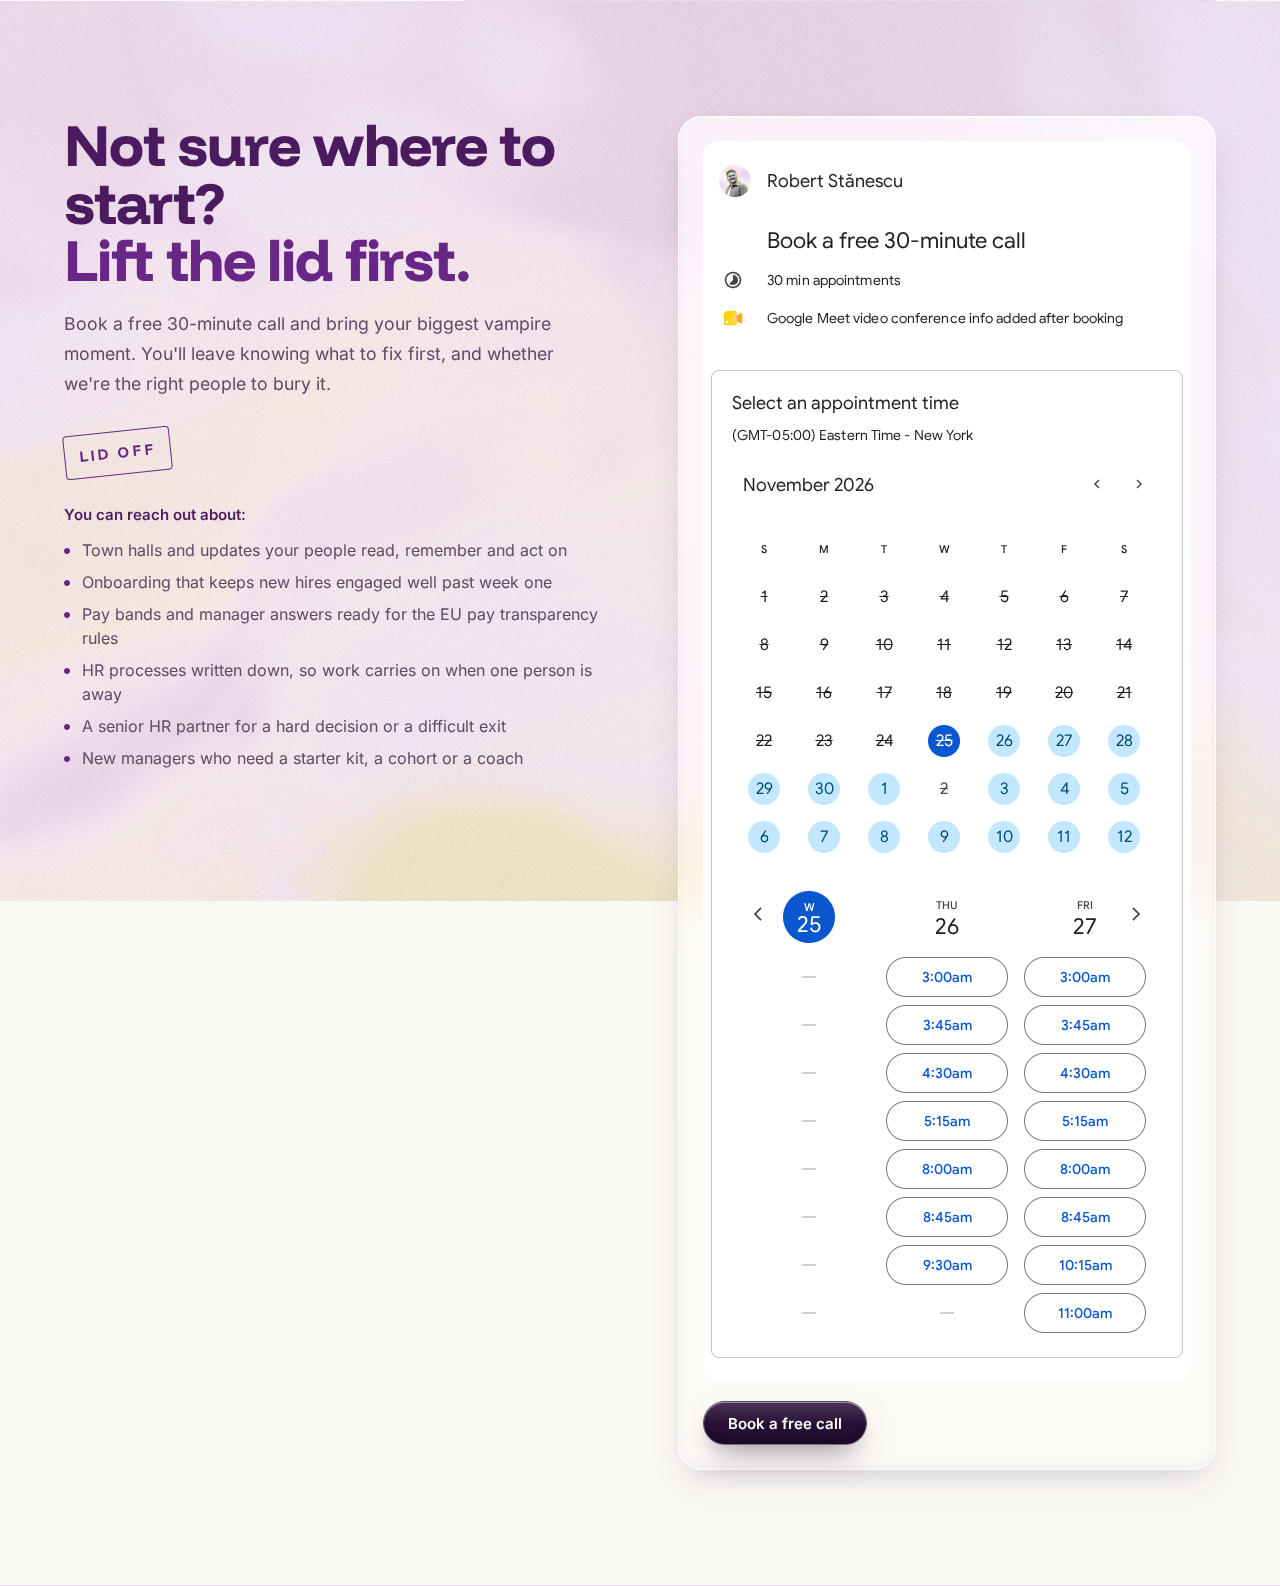 Not sure where to
start?
Lift the lid first.
Book a free 30-minute call and bring your biggest vampire
moment. You'll leave knowing what to fix first, and whether
we're the right people to bury it.
LID OFF
You can reach out about:
Town halls and updates your people read, remember and act on
Onboarding that keeps new hires engaged well past week one
Pay bands and manager answers ready for the EU pay transparency
rules
HR processes written down, so work carries on when one person is
away
A senior HR partner for a hard decision or a difficult exit
New managers who need a starter kit, a cohort or a coach
Robert Stănescu
Book a free 30-minute call
30 min appointments
Google Meet video conference info added after booking
Select an appointment time
(GMT-05:00) Eastern Time - New York
November 2026
S M T W T F S
1 2 3 4 5 6 7
8 9 10 11 12 13 14
15 16 17 18 19 20 21
22 23 24 25 26 27 28
29 30 1 2 3 4 5
6 7 8 9 10 11 12
W THU FRI
25 26 27
— 3:00am 3:00am
— 3:45am 3:45am
— 4:30am 4:30am
— 5:15am 5:15am
— 8:00am 8:00am
— 8:45am 8:45am
— 9:30am 10:15am
— — 11:00am
Book a free call